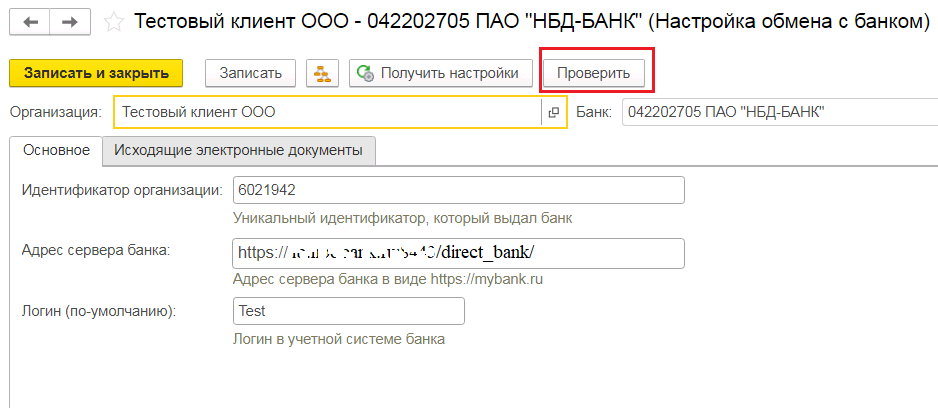 Тестовый клиент ООО - 042202705 ПАО "НБД-БАНК" (Настройка обмена с банком)
Записать и закрыть Записать Получить настройки Проверить
Организация: Тестовый клиент ООО Банк: 042202705 ПАО "НБД-БАНК"
Основное Исходящие электронные документы
Идентификатор организации: 6021942
Уникальный идентификатор, который выдал банк
Адрес сервера банка: https:// /direct_bank/
Адрес сервера банка в виде https://mybank.ru
Логин (по-умолчанию): Test
Логин в учетной системе банка